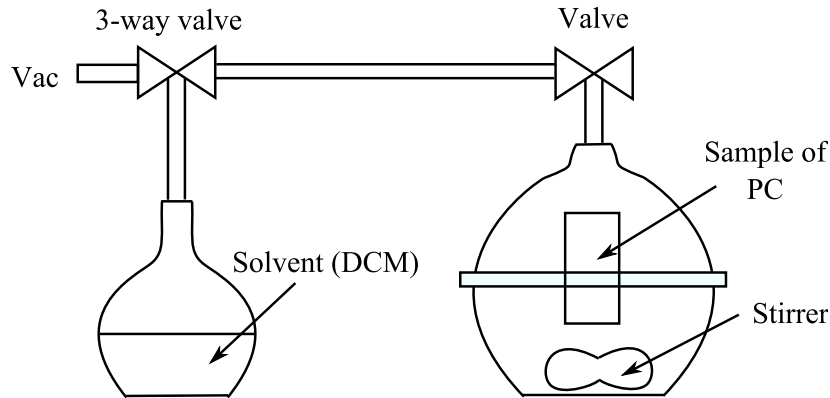 3-way valve
Valve
Vac
Sample of
PC
Solvent (DCM)
Stirrer